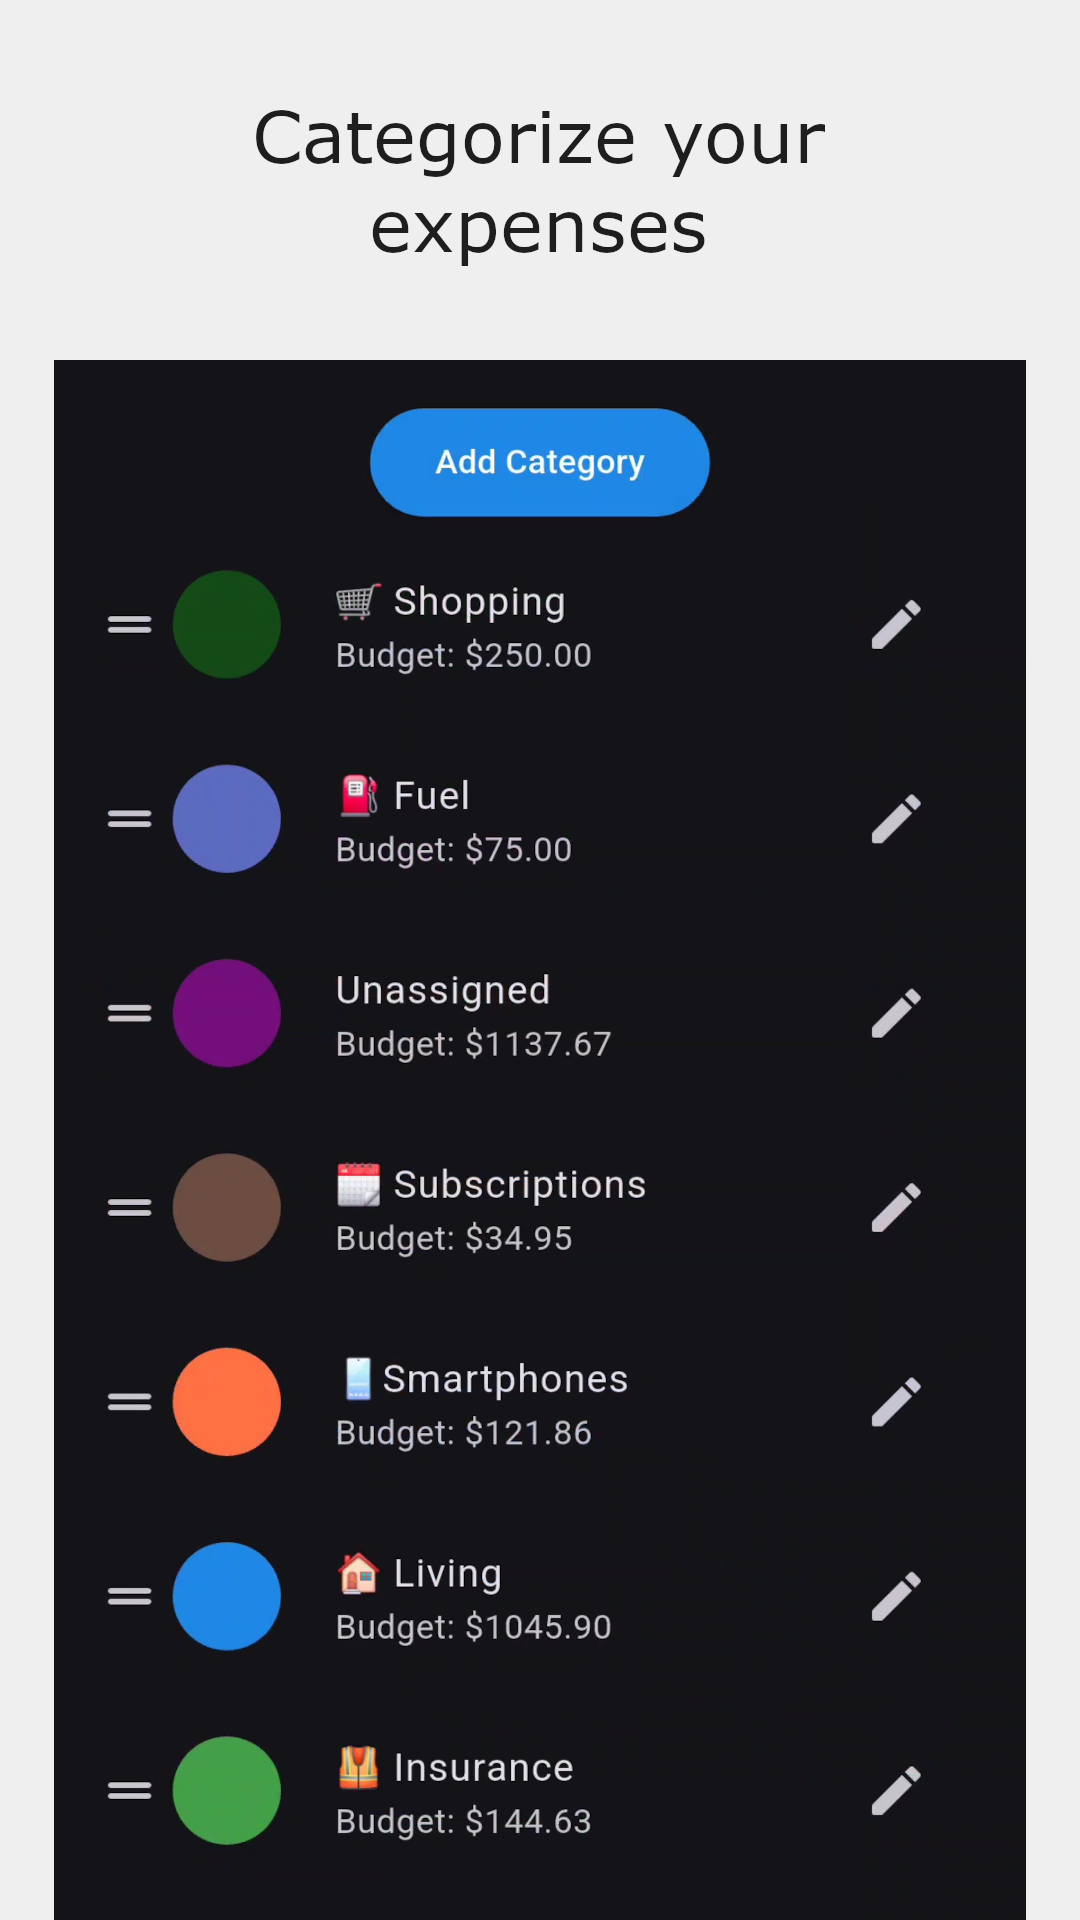 Categorize your
expenses
Add Category
🛒 Shopping
Budget: $250.00
⛽ Fuel
Budget: $75.00
Unassigned
Budget: $1137.67
🗓️ Subscriptions
Budget: $34.95
📱Smartphones
Budget: $121.86
🏠 Living
Budget: $1045.90
🦺 Insurance
Budget: $144.63